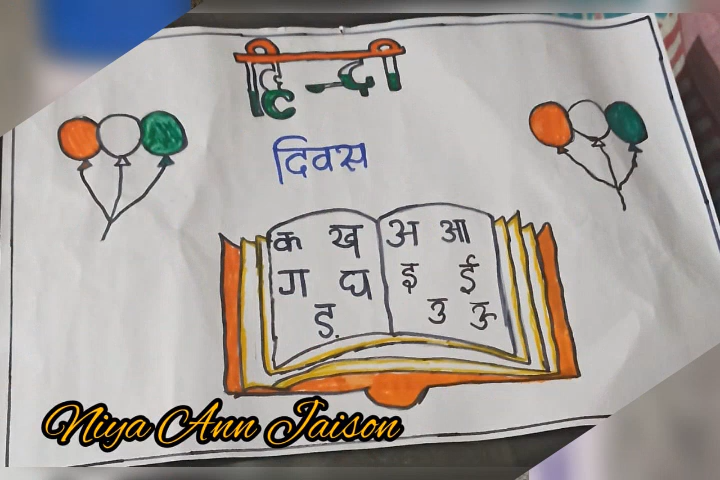 हिन्दी
दिवस
क ख
ग घ
ङ
अ आ
इ ई
उ ऊ
Niya Ann Jaison